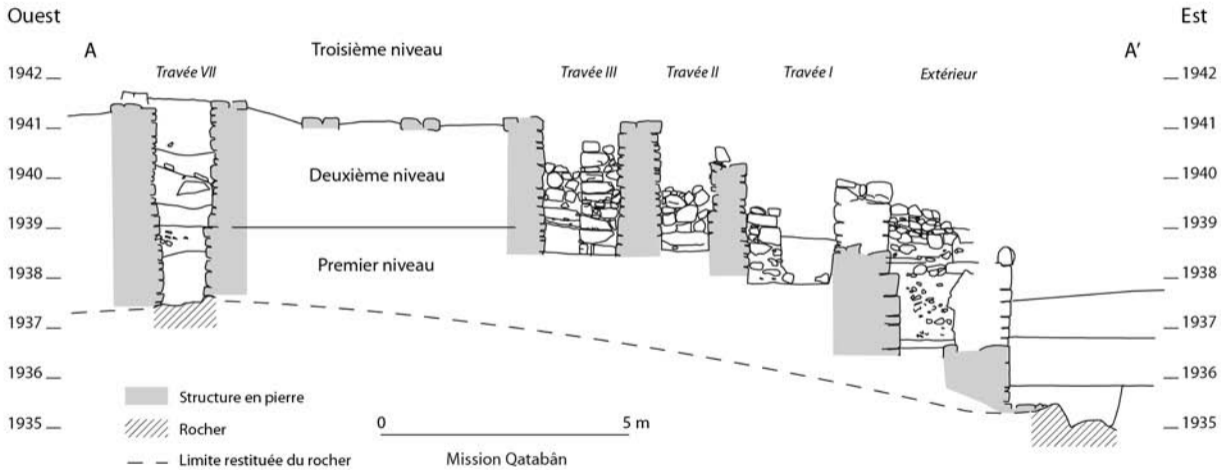 Ouest
Est
A
A'
Troisième niveau
Travée VII
Travée III
Travée II
Travée I
Extérieur
1942
1942
1941
1941
1940
1940
Deuxième niveau
1939
1939
Premier niveau
1938
1938
1937
1937
1936
1936
1935
1935
Structure en pierre
Rocher
Limite restituée du rocher
0
5 m
Mission Qatabân